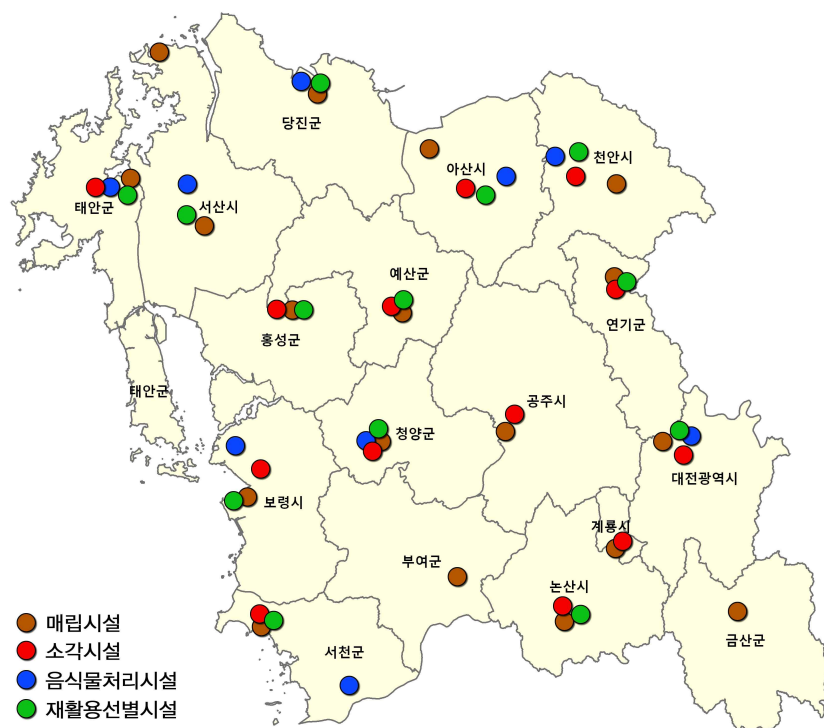 당진군
아산시
천안시
태안군
서산시
예산군
연기군
홍성군
태안군
공주시
청양군
대전광역시
보령시
계룡시
부여군
논산시
금산군
서천군
매립시설
소각시설
음식물처리시설
재활용선별시설